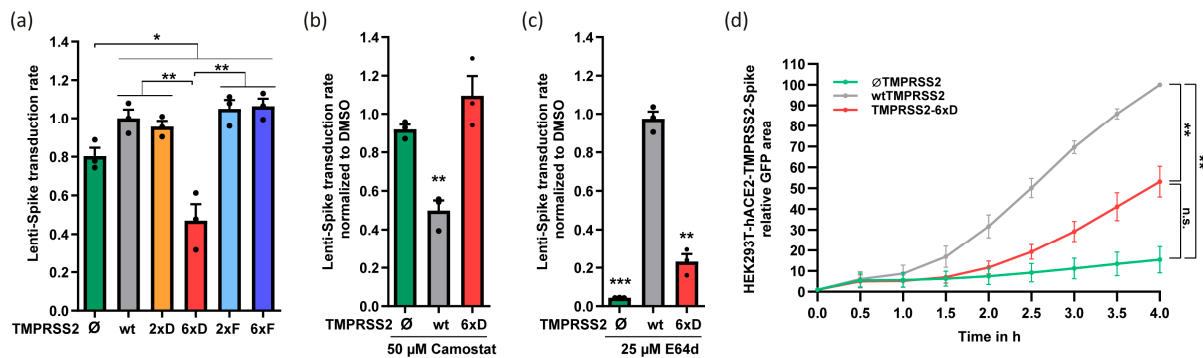 (a)
Lenti-Spike transduction rate
1.4
1.2
1.0
0.8
0.6
0.4
0.2
0.0
*
**
**
TMPRSS2 Ø wt 2xD 6xD 2xF 6xF
(b)
Lenti-Spike transduction rate
normalized to DMSO
1.4
1.2
1.0
0.8
0.6
0.4
0.2
0.0
**
TMPRSS2 Ø wt 6xD
50 µM Camostat
(c)
Lenti-Spike transduction rate
normalized to DMSO
1.4
1.2
1.0
0.8
0.6
0.4
0.2
0.0
***
**
TMPRSS2 Ø wt 6xD
25 µM E64d
(d)
HEK293T-hACE2-TMPRSS2-Spike
relative GFP area
110
100
90
80
70
60
50
40
30
20
10
0
ØTMPRSS2
wtTMPRSS2
TMPRSS2-6xD
**
**
n.s.
0.0 0.5 1.0 1.5 2.0 2.5 3.0 3.5 4.0
Time in h